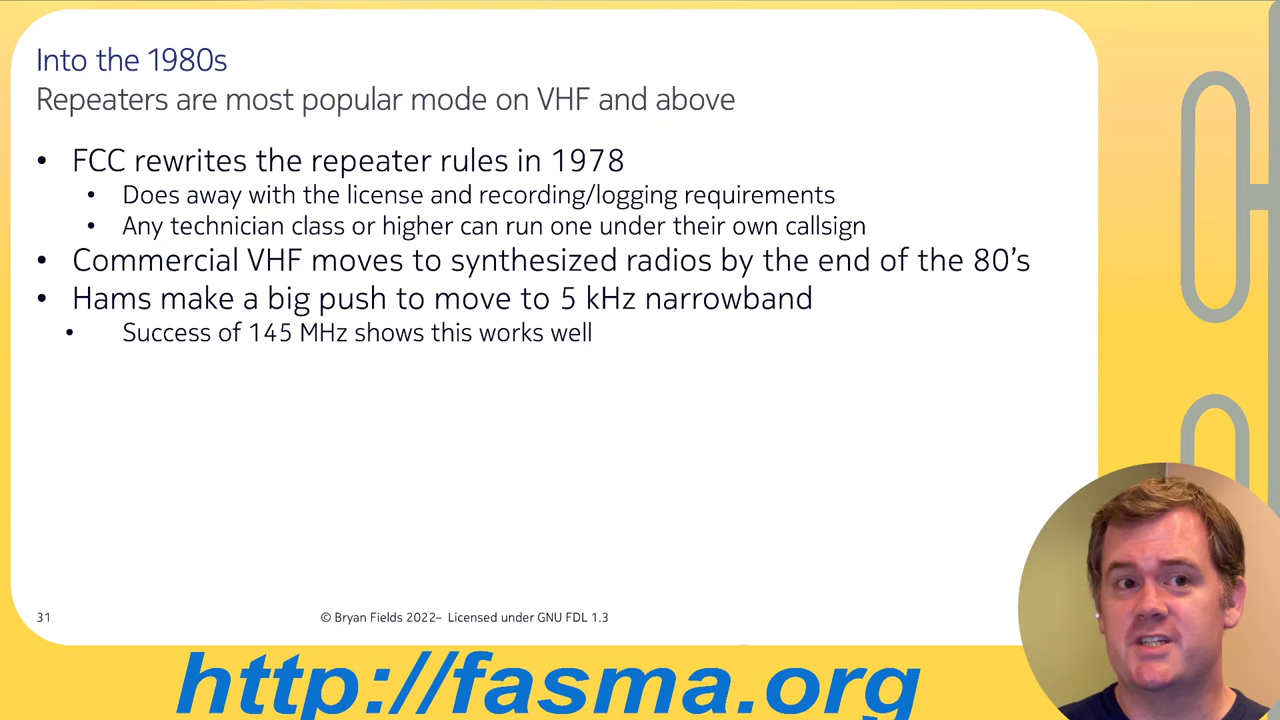 Into the 1980s
Repeaters are most popular mode on VHF and above
• FCC rewrites the repeater rules in 1978
• Does away with the license and recording/logging requirements
• Any technician class or higher can run one under their own callsign
• Commercial VHF moves to synthesized radios by the end of the 80's
• Hams make a big push to move to 5 kHz narrowband
• Success of 145 MHz shows this works well
31
© Bryan Fields 2022– Licensed under GNU FDL 1.3
http://fasma.org